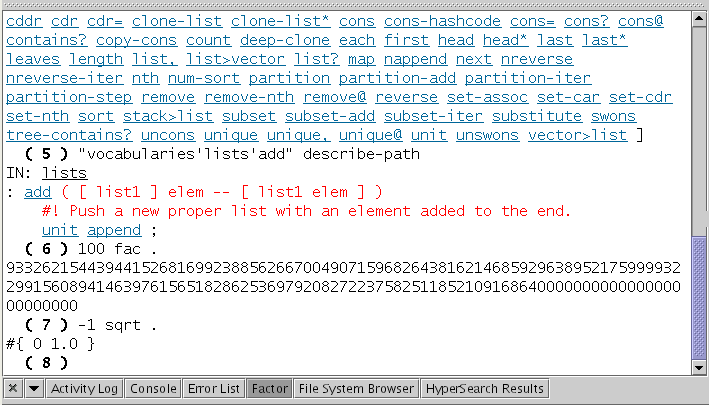 cddr cdr cdr= clone-list clone-list* cons cons-hashcode cons= cons? cons@
contains? copy-cons count deep-clone each first head head* last last*
leaves length list, list>vector list? map nappend next nreverse
nreverse-iter nth num-sort partition partition-add partition-iter
partition-step remove remove-nth remove@ reverse set-assoc set-car set-cdr
set-nth sort stack>list subset subset-add subset-iter substitute swons
tree-contains? uncons unique unique, unique@ unit unswons vector>list ]
( 5 ) "vocabularies'lists'add" describe-path
IN: lists
: add ( [ list1 ] elem -- [ list1 elem ] )
#! Push a new proper list with an element added to the end.
unit append ;
( 6 ) 100 fac .
93326215443944152681699238856266700490715968264381621468592963895217599993229915608941463976156518286253697920827223758251185210916864000000000000000000000000
( 7 ) -1 sqrt .
#{ 0 1.0 }
( 8 )
Activity Log Console Error List Factor File System Browser HyperSearch Results